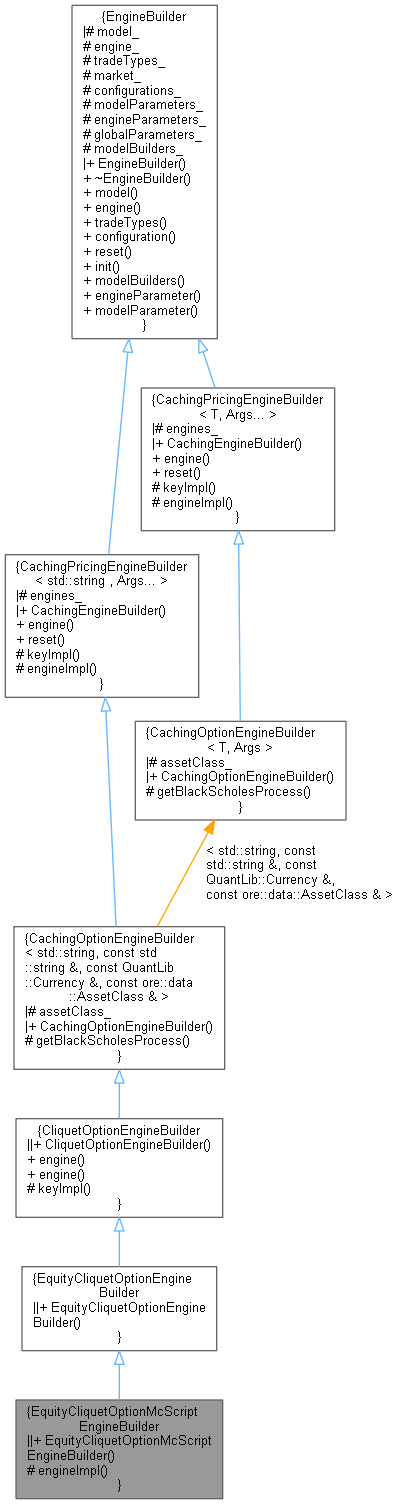 {EngineBuilder
|# model_
# engine_
# tradeTypes_
# market_
# configurations_
# modelParameters_
# engineParameters_
# globalParameters_
# modelBuilders_
|+ EngineBuilder()
+ ~EngineBuilder()
+ model()
+ engine()
+ tradeTypes()
+ configuration()
+ reset()
+ init()
+ modelBuilders()
+ engineParameter()
+ modelParameter()
}
{CachingPricingEngineBuilder
< T, Args... >
|# engines_
|+ CachingEngineBuilder()
+ engine()
+ reset()
# keyImpl()
# engineImpl()
}
{CachingPricingEngineBuilder
< std::string , Args... >
|# engines_
|+ CachingEngineBuilder()
+ engine()
+ reset()
# keyImpl()
# engineImpl()
}
{CachingOptionEngineBuilder
< T, Args >
|# assetClass_
|+ CachingOptionEngineBuilder()
# getBlackScholesProcess()
}
< std::string, const
std::string &, const
QuantLib::Currency &,
const ore::data::AssetClass & >
{CachingOptionEngineBuilder
< std::string, const std
::string &, const QuantLib
::Currency &, const ore::data
::AssetClass & >
|# assetClass_
|+ CachingOptionEngineBuilder()
# getBlackScholesProcess()
}
{CliquetOptionEngineBuilder
||+ CliquetOptionEngineBuilder()
+ engine()
+ engine()
# keyImpl()
}
{EquityCliquetOptionEngine
Builder
||+ EquityCliquetOptionEngine
Builder()
}
{EquityCliquetOptionMcScript
EngineBuilder
||+ EquityCliquetOptionMcScript
EngineBuilder()
# engineImpl()
}